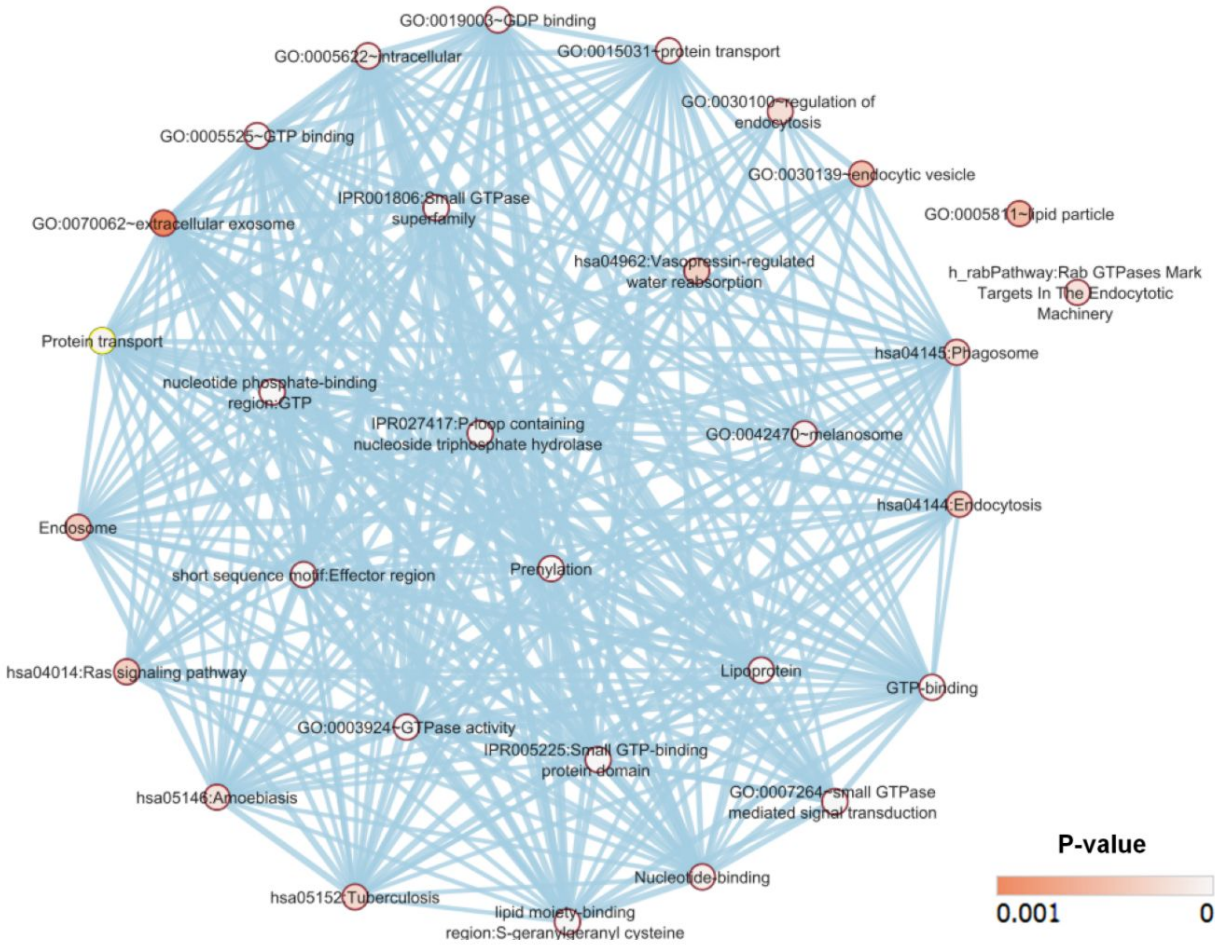 GO:0019003~GDP binding
GO:0005622~intracellular
GO:0015031~protein transport
GO:0030100~regulation of
endocytosis
GO:0005525~GTP binding
GO:0030139~endocytic vesicle
IPR001806:Small GTPase
superfamily
GO:0070062~extracellular exosome
GO:0005811~lipid particle
hsa04962:Vasopressin-regulated
water reabsorption
h_rabPathway:Rab GTPases Mark
Targets In The Endocytotic
Machinery
Protein transport
hsa04145:Phagosome
nucleotide phosphate-binding
region:GTP
IPR027417:P-loop containing
nucleoside triphosphate hydrolase
GO:0042470~melanosome
hsa04144:Endocytosis
Endosome
short sequence motif:Effector region
Prenylation
hsa04014:Ras signaling pathway
Lipoprotein
GTP-binding
GO:0003924~GTPase activity
IPR005225:Small GTP-binding
protein domain
hsa05146:Amoebiasis
GO:0007264~small GTPase
mediated signal transduction
Nucleotide-binding
hsa05152:Tuberculosis
lipid moiety-binding
region:S-geranylgeranyl cysteine
P-value
0.001 0